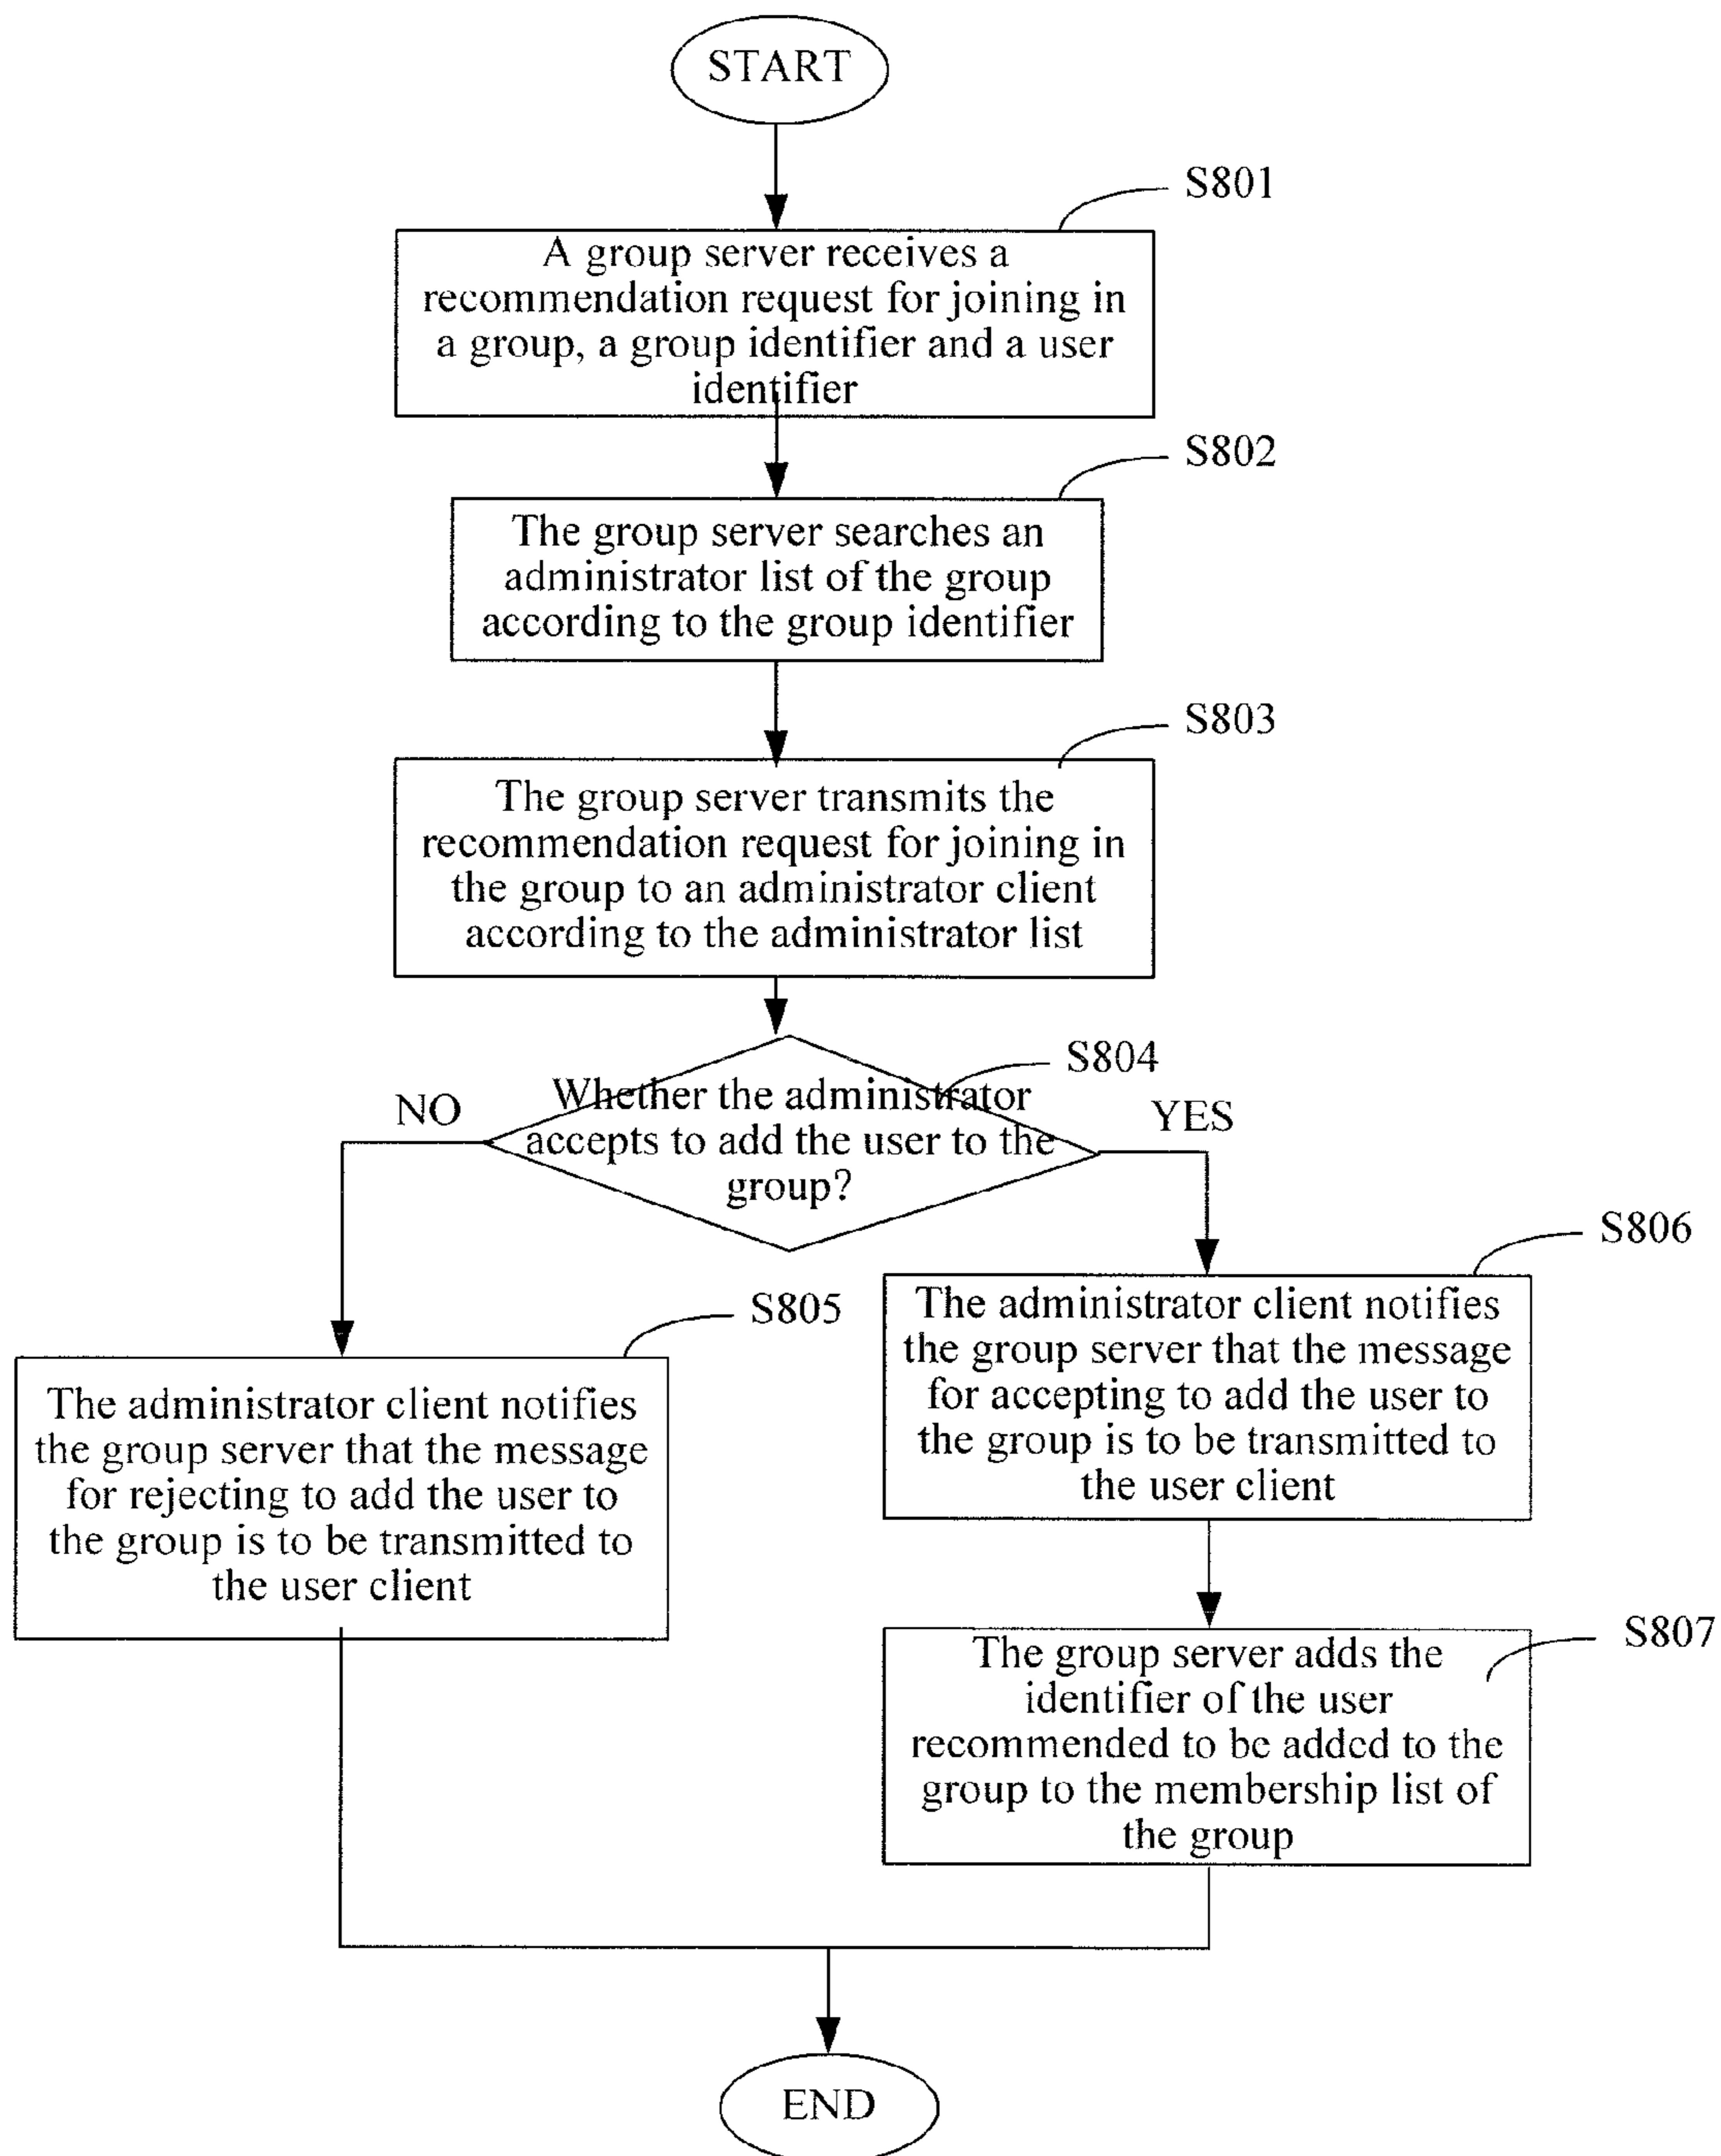 START
S801
A group server receives a
recommendation request for joining in
a group, a group identifier and a user
identifier
S802
The group server searches an
administrator list of the group
according to the group identifier
S803
The group server transmits the
recommendation request for joining in
the group to an administrator client
according to the administrator list
S804
NO
Whether the administrator
accepts to add the user to the
group?
YES
S806
S805
The administrator client notifies
the group server that the message
for accepting to add the user to
the group is to be transmitted to
the user client
The administrator client notifies
the group server that the message
for rejecting to add the user to
the group is to be transmitted to
the user client
S807
The group server adds the
identifier of the user
recommended to be added to the
group to the membership list of
the group
END